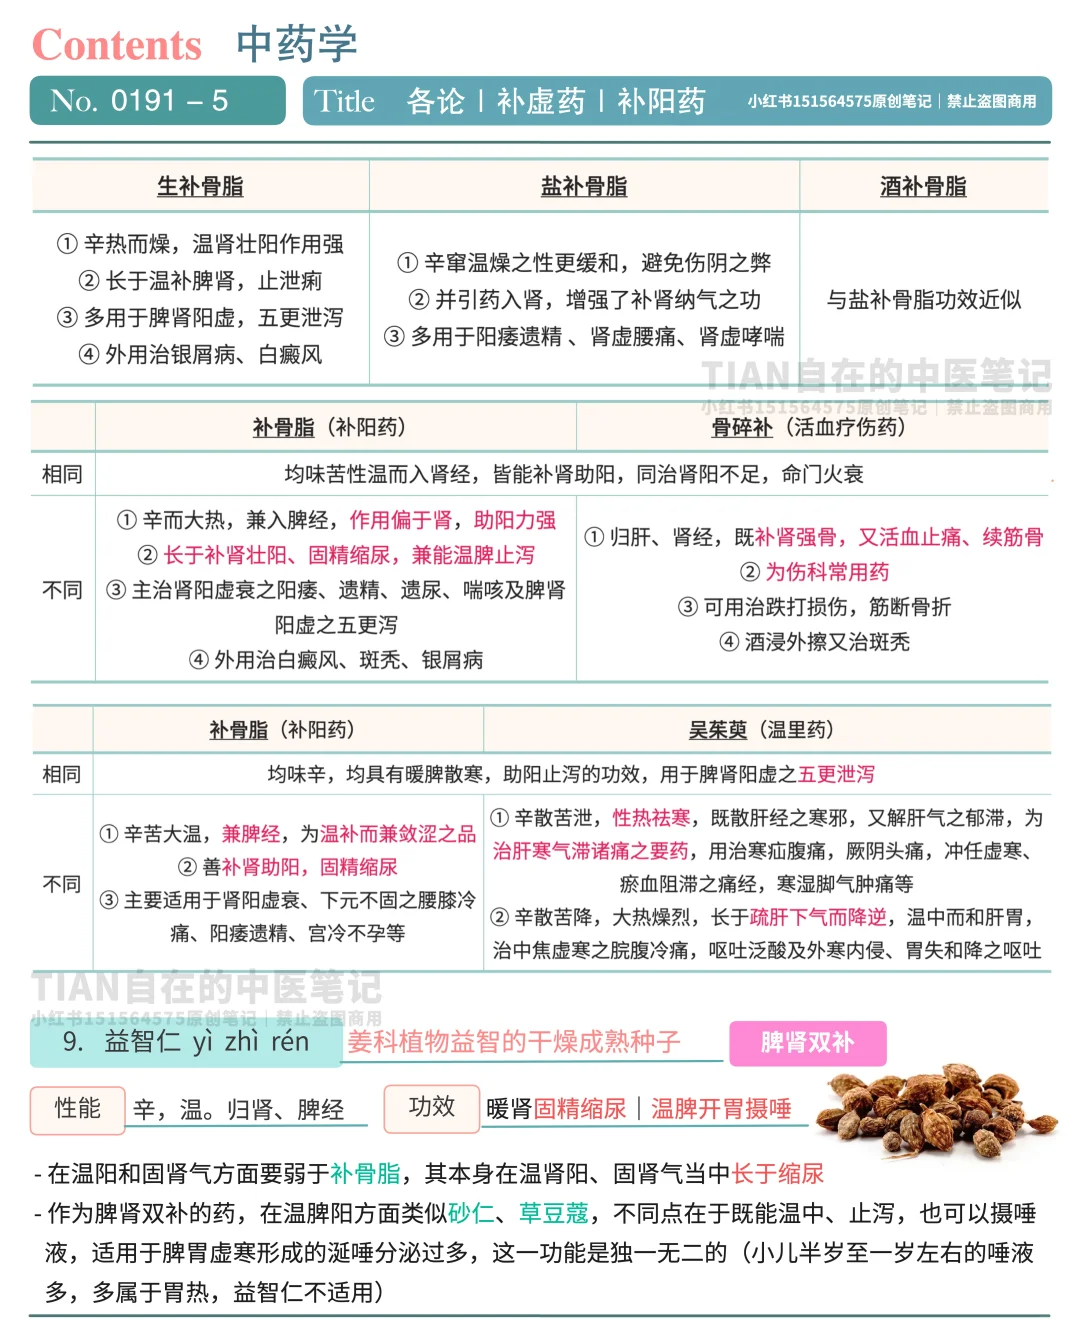 Contents 中药学
No. 0191 – 5
Title 各论丨补虚药丨补阳药 小红书151564575原创笔记｜禁止盗图商用
生补骨脂 盐补骨脂 酒补骨脂
① 辛热而燥，温肾壮阳作用强
② 长于温补脾肾，止泄痢
③ 多用于脾肾阳虚，五更泄泻
④ 外用治银屑病、白癜风
① 辛窜温燥之性更缓和，避免伤阴之弊
② 并引药入肾，增强了补肾纳气之功
③ 多用于阳痿遗精 、肾虚腰痛、肾虚哮喘
与盐补骨脂功效近似
TIAN自在的中医笔记
小红书151564575原创笔记｜禁止盗图商用
补骨脂（补阳药） 骨碎补（活血疗伤药）
相同 均味苦性温而入肾经，皆能补肾助阳，同治肾阳不足，命门火衰
不同
① 辛而大热，兼入脾经，作用偏于肾，助阳力强
② 长于补肾壮阳、固精缩尿，兼能温脾止泻
③ 主治肾阳虚衰之阳痿、遗精、遗尿、喘咳及脾肾
阳虚之五更泻
④ 外用治白癜风、斑秃、银屑病
① 归肝、肾经，既补肾强骨，又活血止痛、续筋骨
② 为伤科常用药
③ 可用治跌打损伤，筋断骨折
④ 酒浸外擦又治斑秃
补骨脂（补阳药） 吴茱萸（温里药）
相同 均味辛，均具有暖脾散寒，助阳止泻的功效，用于脾肾阳虚之五更泄泻
不同
① 辛苦大温，兼脾经，为温补而兼敛涩之品
② 善补肾助阳，固精缩尿
③ 主要适用于肾阳虚衰、下元不固之腰膝冷
痛、阳痿遗精、宫冷不孕等
① 辛散苦泄，性热祛寒，既散肝经之寒邪，又解肝气之郁滞，为
治肝寒气滞诸痛之要药，用治寒疝腹痛，厥阴头痛，冲任虚寒、
瘀血阻滞之痛经，寒湿脚气肿痛等
② 辛散苦降，大热燥烈，长于疏肝下气而降逆，温中而和肝胃，
治中焦虚寒之脘腹冷痛，呕吐泛酸及外寒内侵、胃失和降之呕吐
TIAN自在的中医笔记
小红书151564575原创笔记｜禁止盗图商用
9. 益智仁 yì zhì rén 姜科植物益智的干燥成熟种子 脾肾双补
性能 辛，温。归肾、脾经 功效 暖肾固精缩尿｜温脾开胃摄唾
- 在温阳和固肾气方面要弱于补骨脂，其本身在温肾阳、固肾气当中长于缩尿
- 作为脾肾双补的药，在温脾阳方面类似砂仁、草豆蔻，不同点在于既能温中、止泻，也可以摄唾
液，适用于脾胃虚寒形成的涎唾分泌过多，这一功能是独一无二的（小儿半岁至一岁左右的唾液
多，多属于胃热，益智仁不适用）